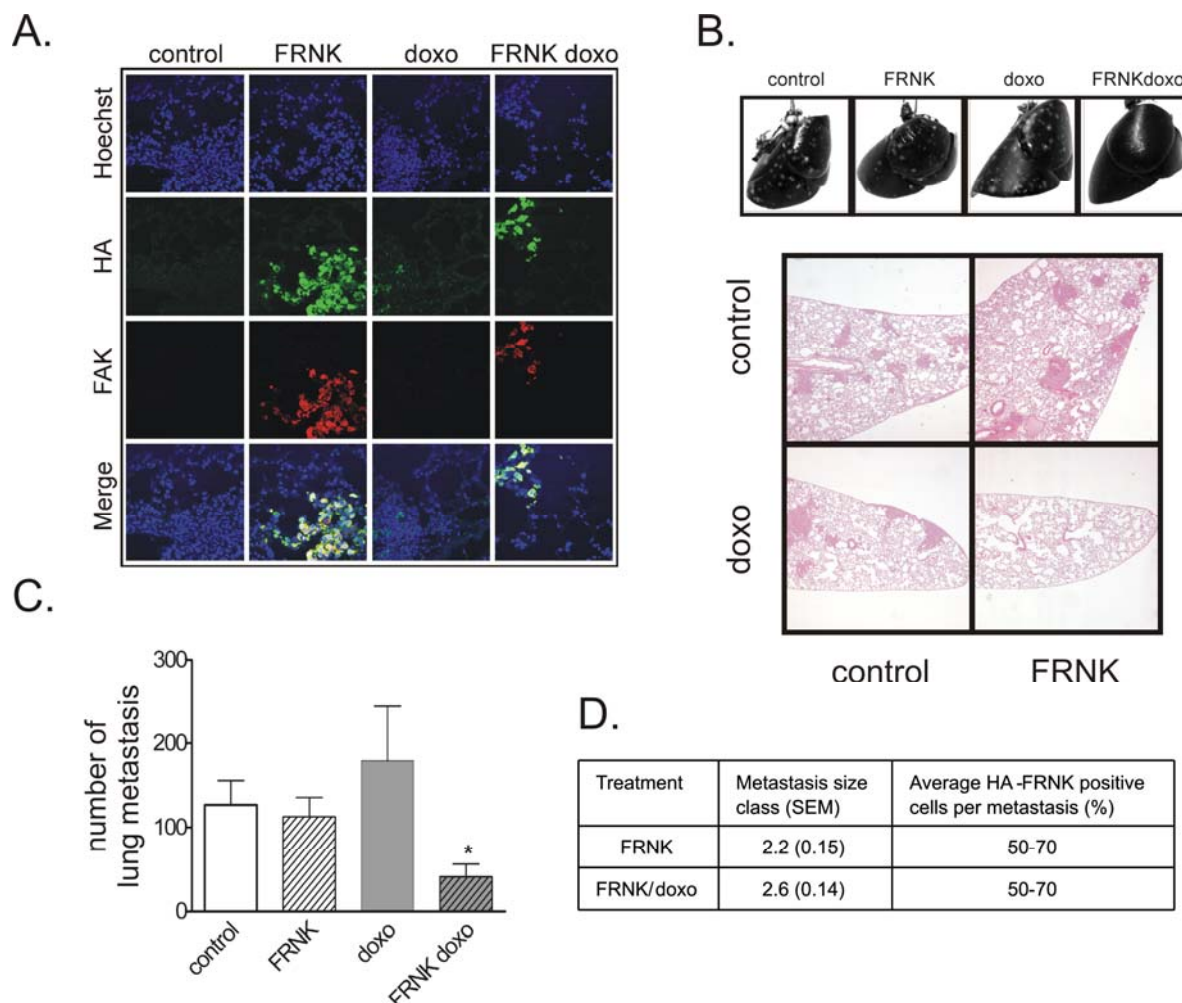 A.
control FRNK doxo FRNK doxo
Hoechst
HA
FAK
Merge
B.
control FRNK doxo FRNKdoxo
control
doxo
control FRNK
C.
number of
lung metastasis
300
200
100
0
*
control
FRNK
doxo
FRNK doxo
D.
Treatment Metastasis size Average HA-FRNK positive
class (SEM) cells per metastasis (%)
FRNK 2.2 (0.15) 50-70
FRNK/doxo 2.6 (0.14) 50-70